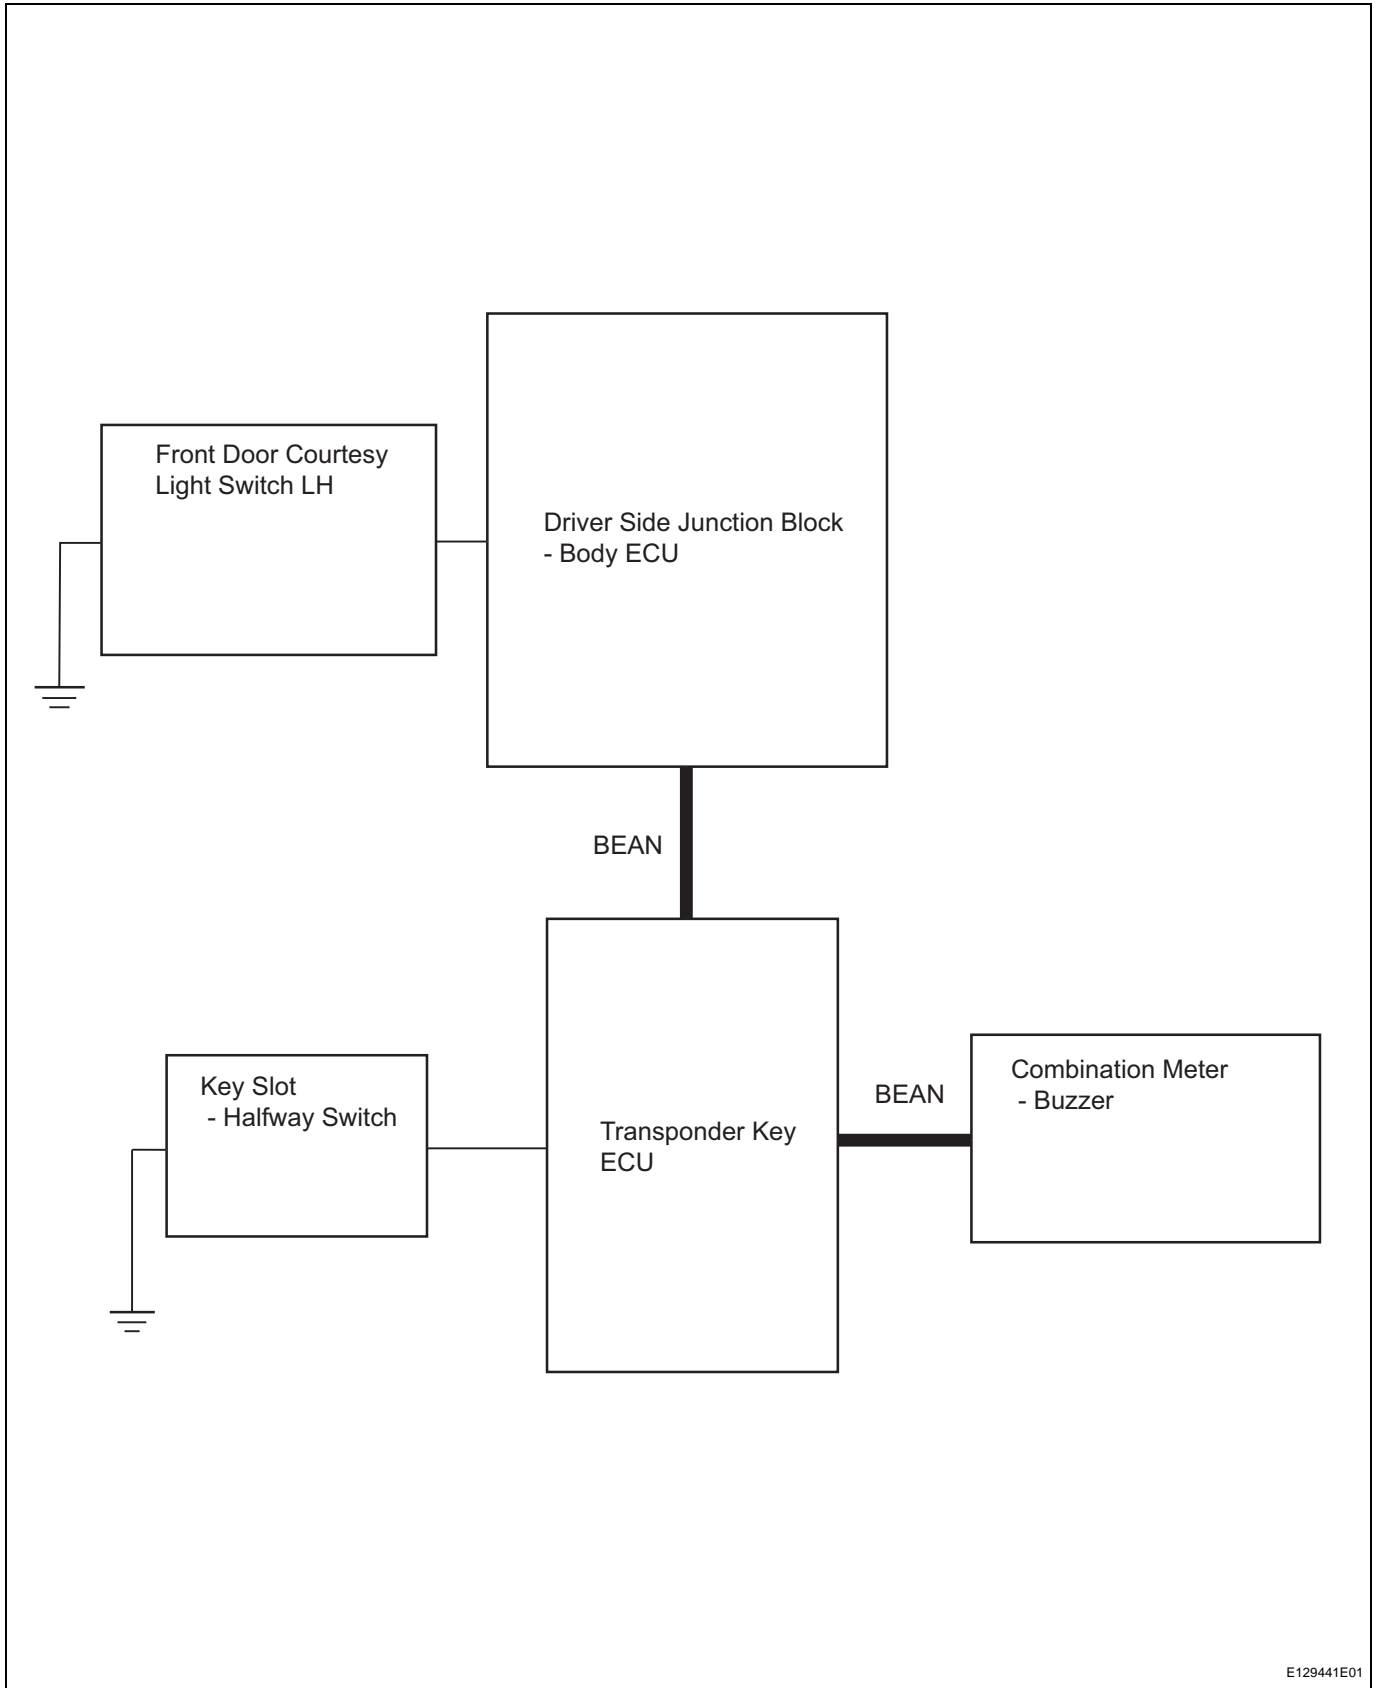 Front Door Courtesy
Light Switch LH
Driver Side Junction Block
- Body ECU
BEAN
Key Slot
- Halfway Switch
Transponder Key
ECU
BEAN
Combination Meter
- Buzzer
E129441E01